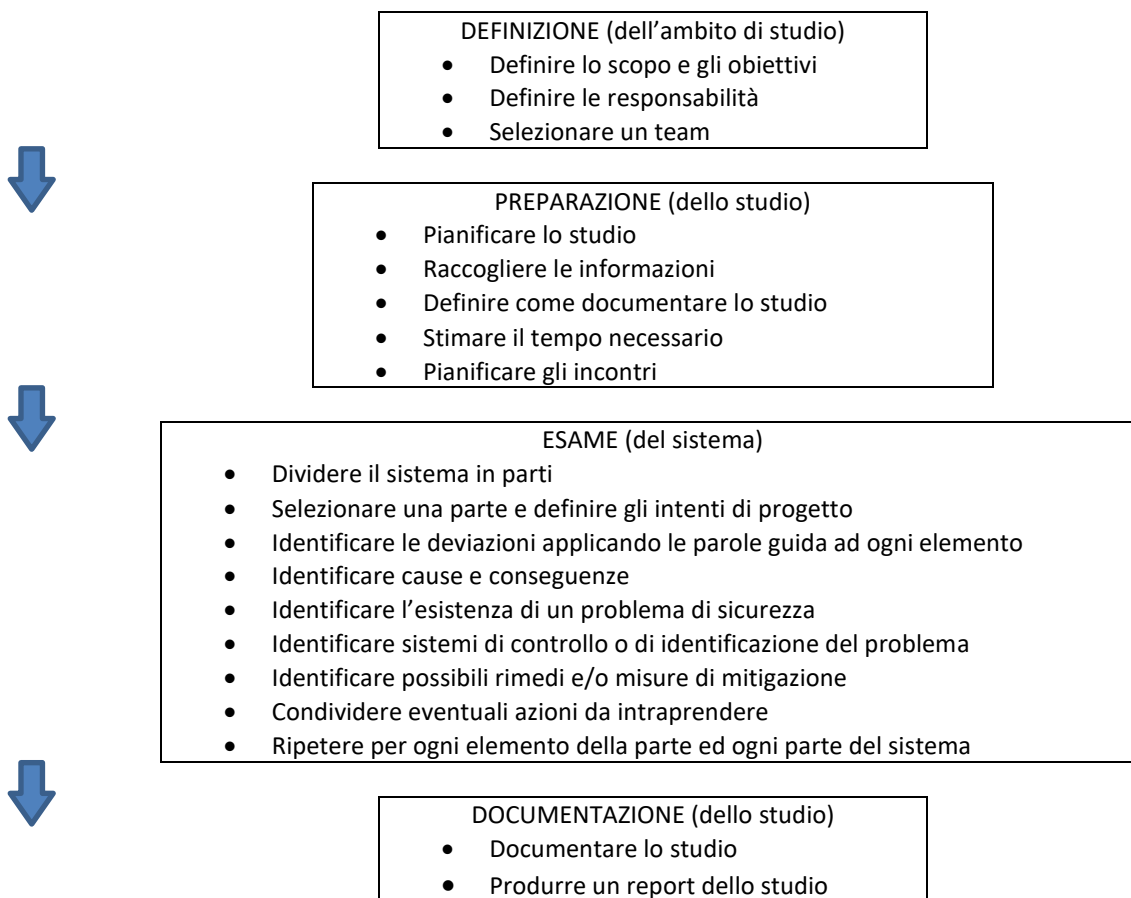 DEFINIZIONE (dell’ambito di studio)
• Definire lo scopo e gli obiettivi
• Definire le responsabilità
• Selezionare un team
PREPARAZIONE (dello studio)
• Pianificare lo studio
• Raccogliere le informazioni
• Definire come documentare lo studio
• Stimare il tempo necessario
• Pianificare gli incontri
ESAME (del sistema)
• Dividere il sistema in parti
• Selezionare una parte e definire gli intenti di progetto
• Identificare le deviazioni applicando le parole guida ad ogni elemento
• Identificare cause e conseguenze
• Identificare l’esistenza di un problema di sicurezza
• Identificare sistemi di controllo o di identificazione del problema
• Identificare possibili rimedi e/o misure di mitigazione
• Condividere eventuali azioni da intraprendere
• Ripetere per ogni elemento della parte ed ogni parte del sistema
DOCUMENTAZIONE (dello studio)
• Documentare lo studio
• Produrre un report dello studio